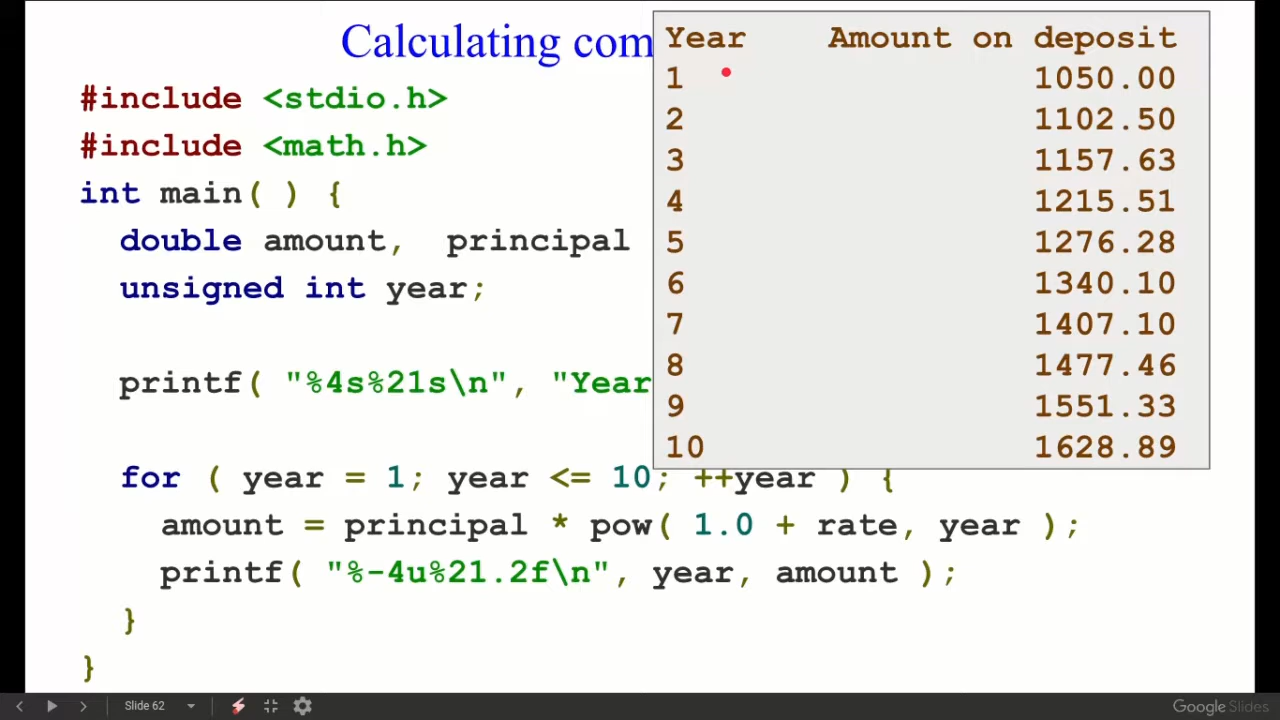 Calculating com
#include <stdio.h>
#include <math.h>
int main( ) {
double amount, principal
unsigned int year;
printf( "%4s%21s\n", "Year
for ( year = 1; year <= 10; ++year ) {
amount = principal * pow( 1.0 + rate, year );
printf( "%-4u%21.2f\n", year, amount );
}
}
Year Amount on deposit
1 1050.00
2 1102.50
3 1157.63
4 1215.51
5 1276.28
6 1340.10
7 1407.10
8 1477.46
9 1551.33
10 1628.89
Slide 62
Google Slides